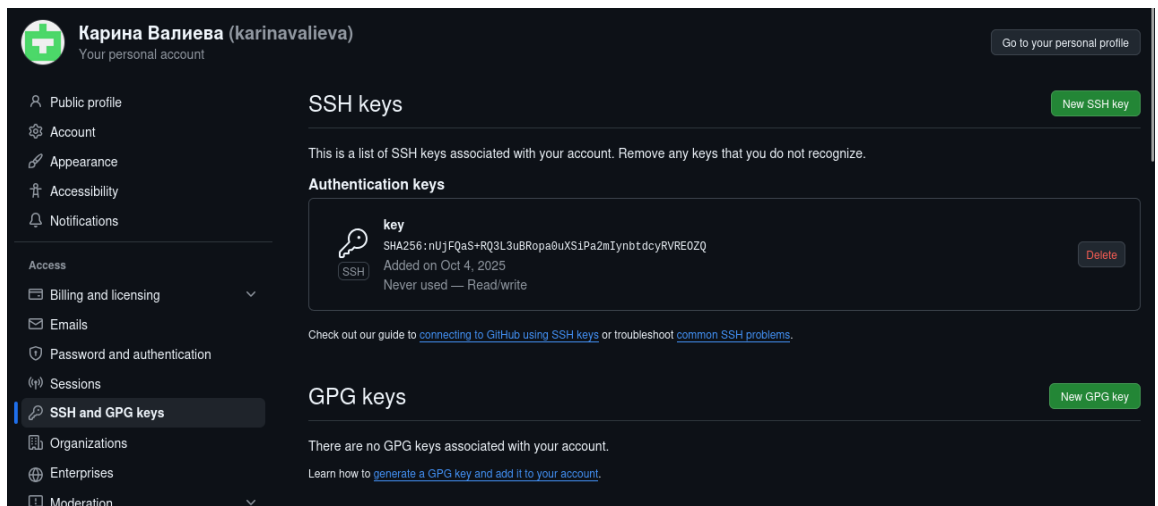 Карина Валиева (karinavalieva)
Your personal account
Go to your personal profile
Public profile
Account
Appearance
Accessibility
Notifications
Access
Billing and licensing
Emails
Password and authentication
Sessions
SSH and GPG keys
Organizations
Enterprises
Moderation
SSH keys
New SSH key
This is a list of SSH keys associated with your account. Remove any keys that you do not recognize.
Authentication keys
key
SHA256:nUjFQaS+RQ3L3uBRopa0uXSiPa2mIynbtdcyRVREOZQ
SSH
Added on Oct 4, 2025
Never used — Read/write
Delete
Check out our guide to connecting to GitHub using SSH keys or troubleshoot common SSH problems.
GPG keys
New GPG key
There are no GPG keys associated with your account.
Learn how to generate a GPG key and add it to your account.